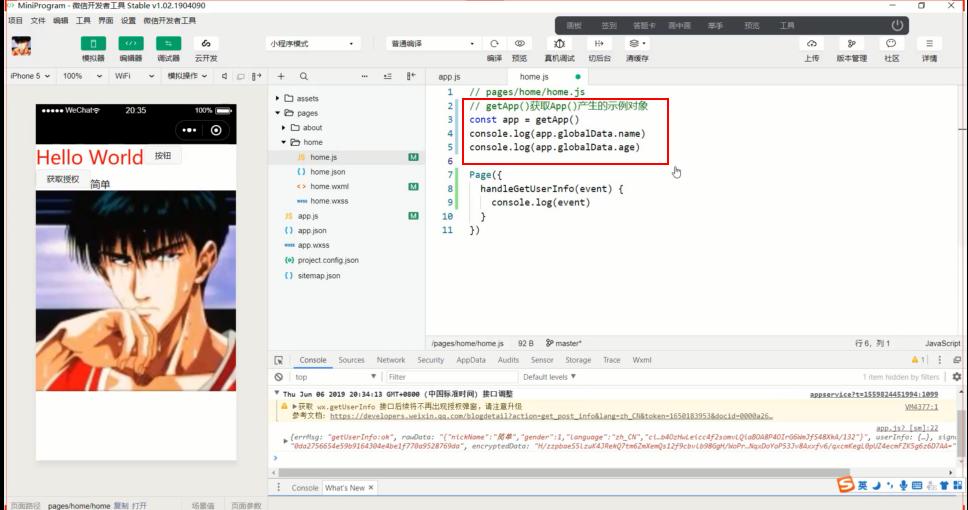 MiniProgram - 微信开发者工具 Stable v1.02.1904090
项目 文件 编辑 工具 界面 设置 微信开发者工具
画板 签到 答题卡 画中画 举手 预览 工具
模拟器 编辑器 调试器 云开发
小程序模式 普通编译
编译 预览 真机调试 切后台 清缓存
上传 版本管理 社区 详情
iPhone 5 100% WiFi 模拟操作
app.js home.js
WeChat 20:35 100%
Hello World 按钮
获取授权 简单
assets
pages
about
home
JS home.js M
{} home.json
<> home.wxml M
wxss home.wxss
JS app.js M
{} app.json
wxss app.wxss
{o} project.config.json
{} sitemap.json
1 // pages/home/home.js
2 // getApp()获取App()产生的示例对象
3 const app = getApp()
4 console.log(app.globalData.name)
5 console.log(app.globalData.age)
6
7 Page({
8 handleGetUserInfo(event) {
9 console.log(event)
10 }
11 })
/pages/home/home.js 92 B master* 行 6, 列 1 JavaScript
Console Sources Network Security AppData Audits Sensor Storage Trace Wxml 1
top Filter Default levels ▼ 1 item hidden by filters
Thu Jun 06 2019 20:34:13 GMT+0800 (中国标准时间) 接口调整 appservice?t=1559824451994:1099
获取 wx.getUserInfo 接口后续将不再出现授权弹窗,请注意升级 VM4377:1
参考文档: https://developers.weixin.qq.com/blogdetail?action=get_post_info&lang=zh_CN&token=1650183953&docid=0000a26…
app.js? [sm]:22
{errMsg: "getUserInfo:ok", rawData: "{"nickName":"简单","gender":1,"language":"zh_CN","ci…
Console What's New ×
英
页面路径 pages/home/home 复制 打开 场景值 页面参数